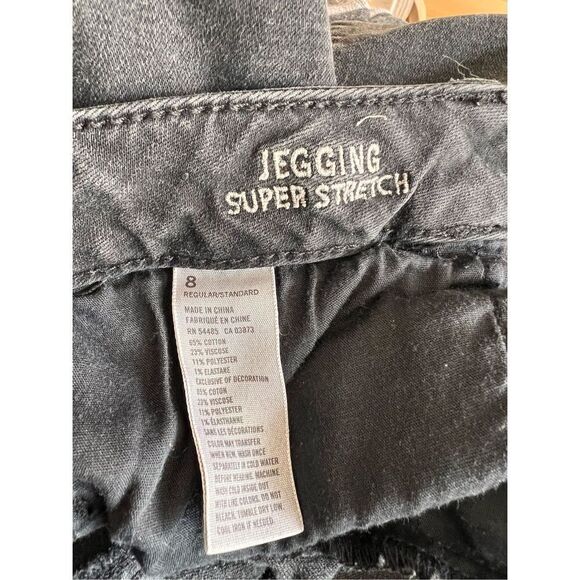 JEGGING
SUPER STRETCH
8
REGULAR/STANDARD
MADE IN CHINA
FABRIQUÉ EN CHINE
RN 54485 CA 03873
65% COTTON
23% VISCOSE
11% POLYESTER
1% ELASTANE
EXCLUSIVE OF DECORATION
65% COTON
23% VISCOSE
11% POLYESTER
1% ÉLASTHANNE
SANS LES DÉCORATIONS
COLOR MAY TRANSFER
WHEN NEW. WASH ONCE
SEPARATELY IN COLD WATER
BEFORE WEARING. MACHINE
WASH COLD INSIDE OUT
WITH LIKE COLORS. DO NOT
BLEACH. TUMBLE DRY LOW.
COOL IRON IF NEEDED.